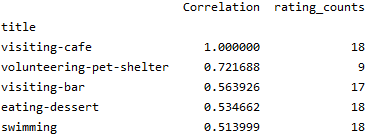 Correlation rating_counts
title
visiting-cafe 1.000000 18
volunteering-pet-shelter 0.721688 9
visiting-bar 0.563926 17
eating-dessert 0.534662 18
swimming 0.513999 18